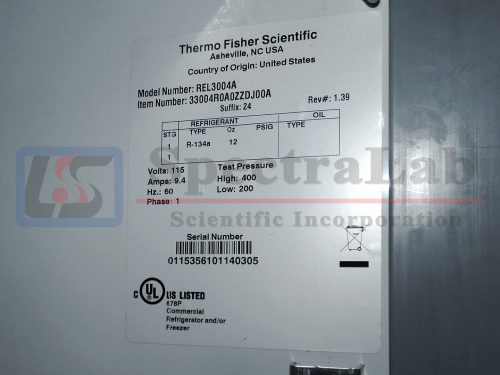 Thermo Fisher Scientific
Asheville, NC USA
Country of Origin: United States
Model Number: REL3004A
Item Number: 33004R0A0ZZDJ00A
Suffix: 24
Rev#: 1.39
REFRIGERANT
OIL
STG TYPE Oz PSIG TYPE
1 R-134a 12
1
Volts: 115 Test Pressure
Amps: 9.4 High: 400
Hz.: 60 Low: 200
Phase: 1
SpectraLab
Scientific Incorporation
Serial Number
0115356101140305
C UL US LISTED
676P
Commercial
Refrigerator and/or
Freezer